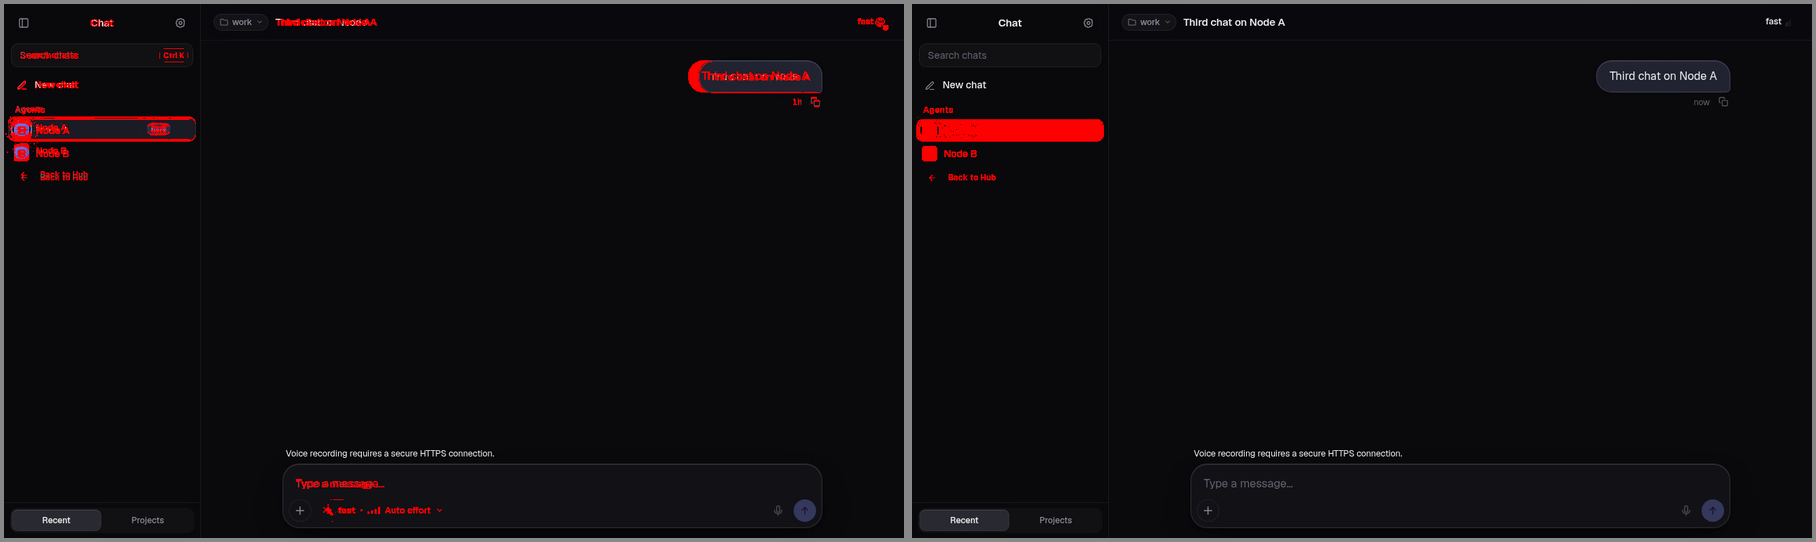 Chat
work
Third chat on Node A
fast
Search chats
Ctrl K
New chat
Third chat on Node A
Agents
Node A
Node B
Back to Hub
Voice recording requires a secure HTTPS connection.
Type a message...
fast · Auto effort
Recent
Projects
Chat
work
Third chat on Node A
fast
Search chats
New chat
Third chat on Node A
now
Agents
Node B
Back to Hub
Voice recording requires a secure HTTPS connection.
Type a message...
Recent
Projects